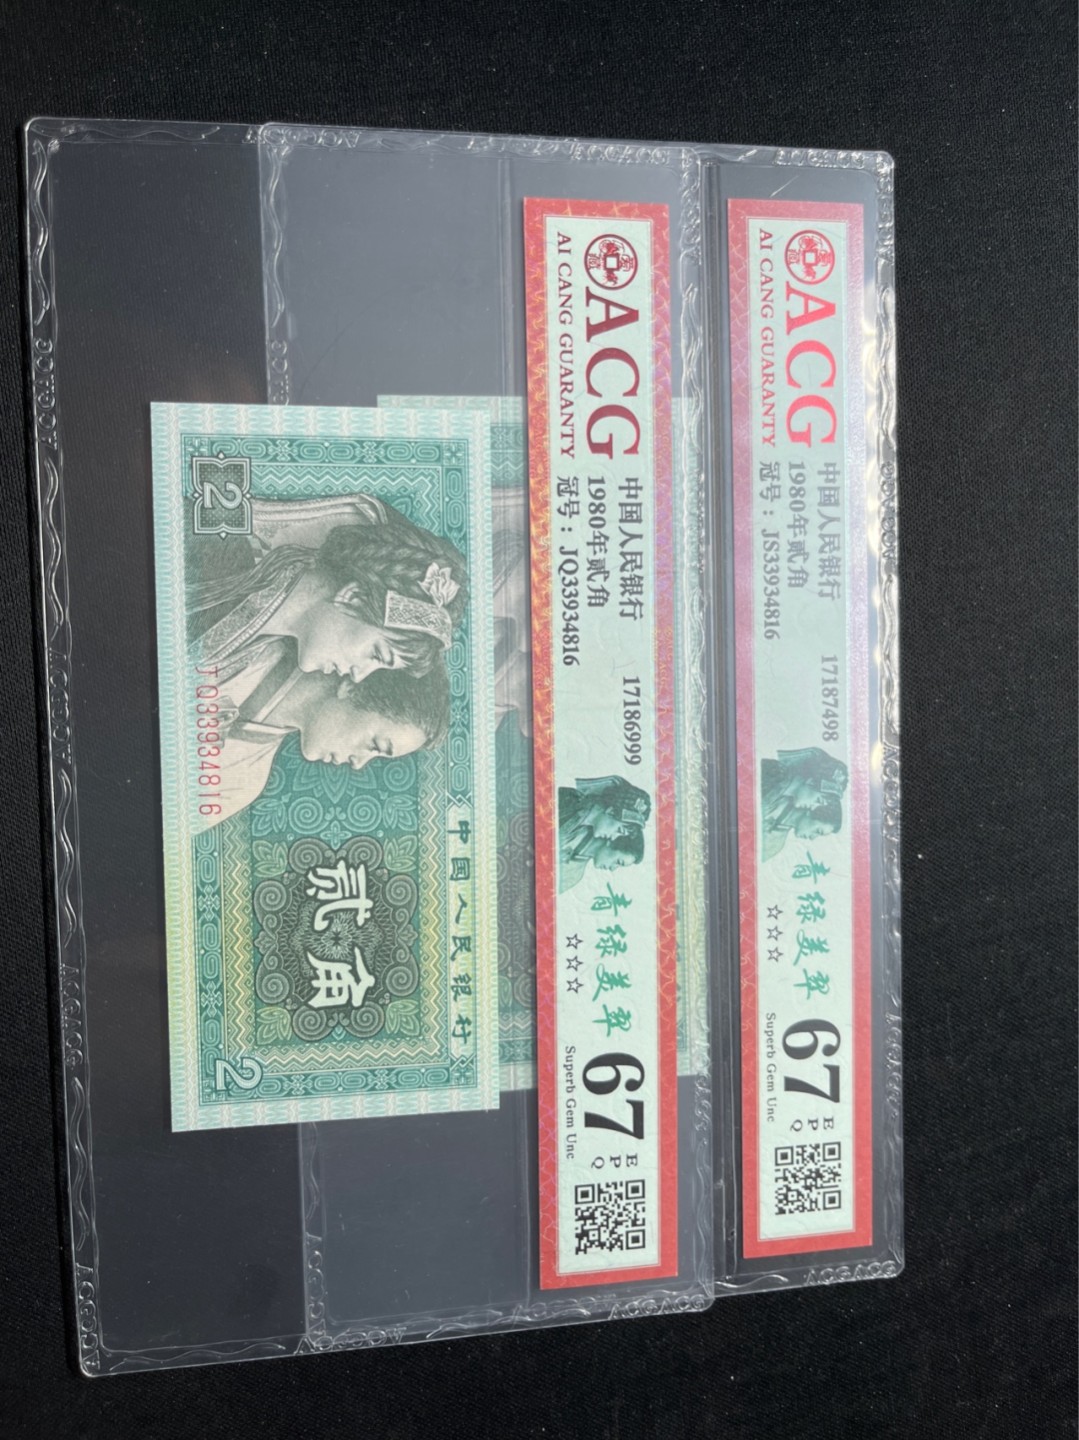 ACG
AI CANG GUARANTY
中国人民银行 17187498
1980年贰角
冠号：JS33934816
青绿美翠
☆☆☆
67 EPQ
Superb Gem Unc
ACG
AI CANG GUARANTY
中国人民银行 17186999
1980年贰角
冠号：JQ33934816
青绿美翠
☆☆☆
67 EPQ
Superb Gem Unc
中国人民银行
贰角
2
JQ33934816
2